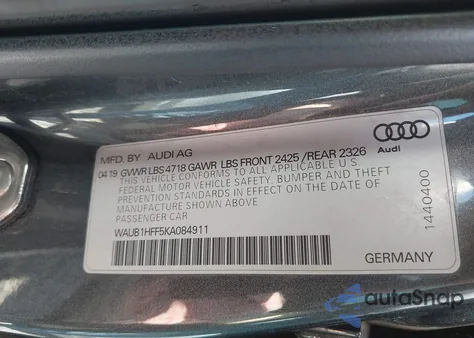 MFD. BY AUDI AG
04 19 GVWR LBS 4718 GAWR LBS FRONT 2425 /REAR 2326
THIS VEHICLE CONFORMS TO ALL APPLICABLE U.S.
FEDERAL MOTOR VEHICLE SAFETY, BUMPER AND THEFT
PREVENTION STANDARDS IN EFFECT ON THE DATE OF
MANUFACTURE SHOWN ABOVE
PASSENGER CAR
WAUB1HFF5KA084911
Audi
1440400
GERMANY
autoSnap